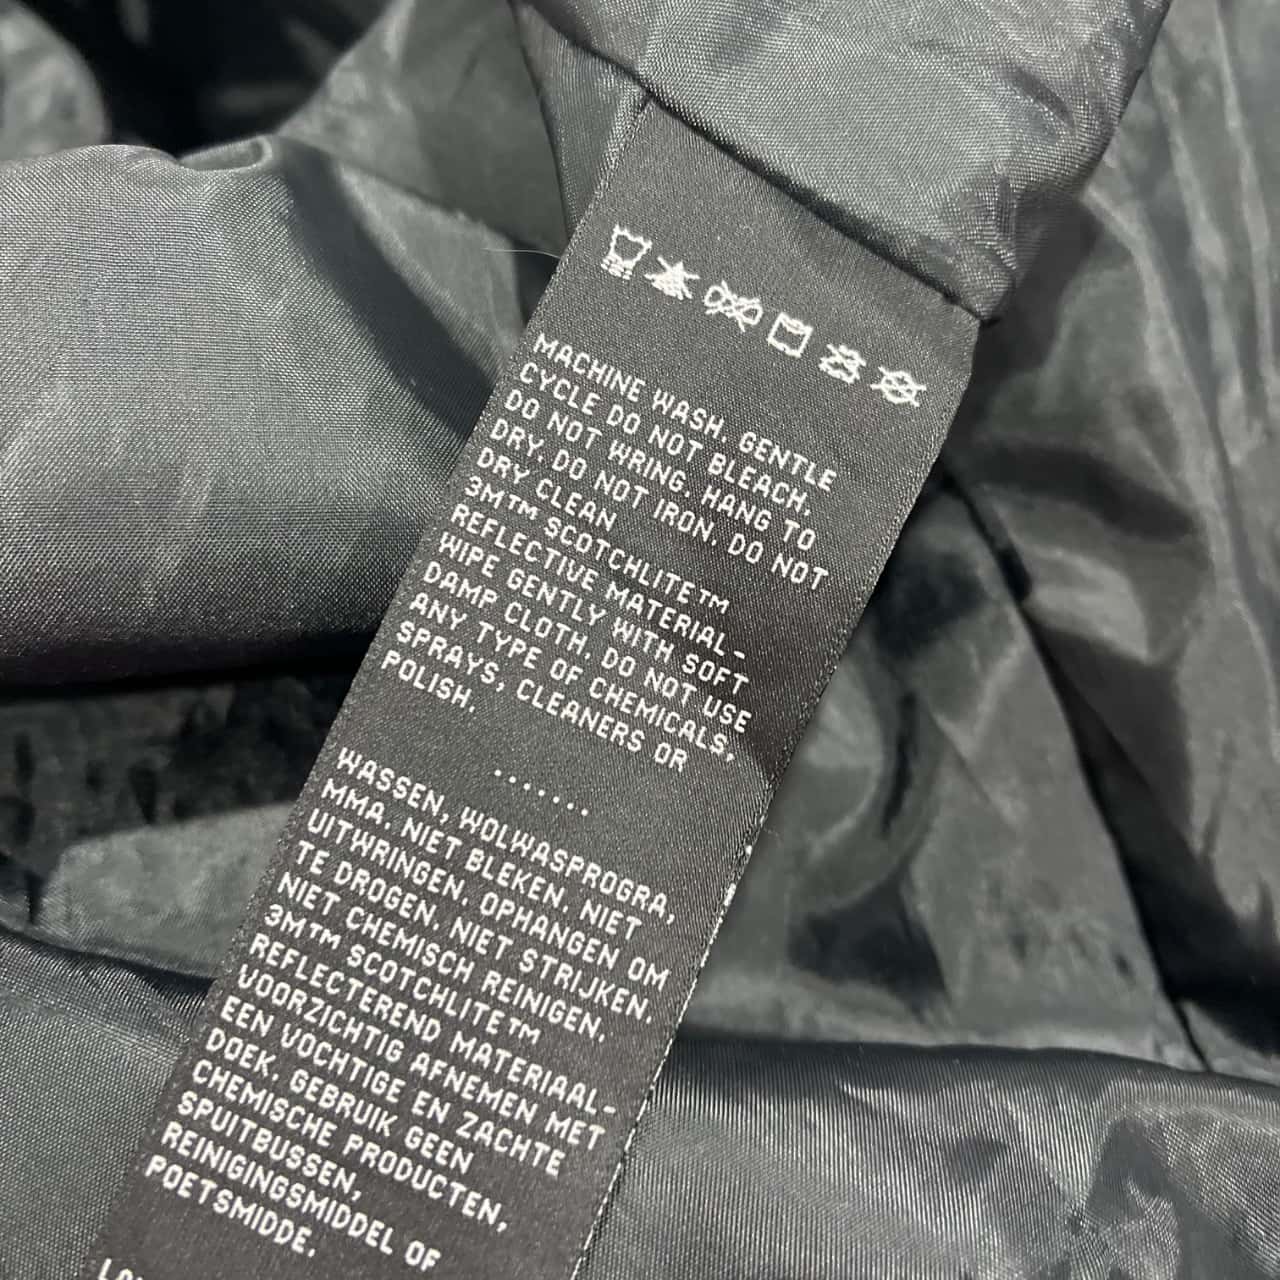 MACHINE WASH, GENTLE
CYCLE DO NOT BLEACH,
DO NOT WRING, HANG TO
DRY, DO NOT IRON, DO NOT
DRY CLEAN
3M™ SCOTCHLITE™
REFLECTIVE MATERIAL-
WIPE GENTLY WITH SOFT
DAMP CLOTH, DO NOT USE
ANY TYPE OF CHEMICALS,
SPRAYS, CLEANERS OR
POLISH.
.......
WASSEN, WOLWASPROGRA,
MMA, NIET BLEKEN, NIET
UITWRINGEN, OPHANGEN OM
TE DROGEN, NIET STRIJKEN,
NIET CHEMISCH REINIGEN,
3M™ SCOTCHLITE™
REFLECTEREND MATERIAAL-
VOORZICHTIG AFNEMEN MET
EEN VOCHTIGE EN ZACHTE
DOEK, GEBRUIK GEEN
CHEMISCHE PRODUCTEN,
SPUITBUSSEN,
REINIGINGSMIDDEL OF
POETSMIDDE.